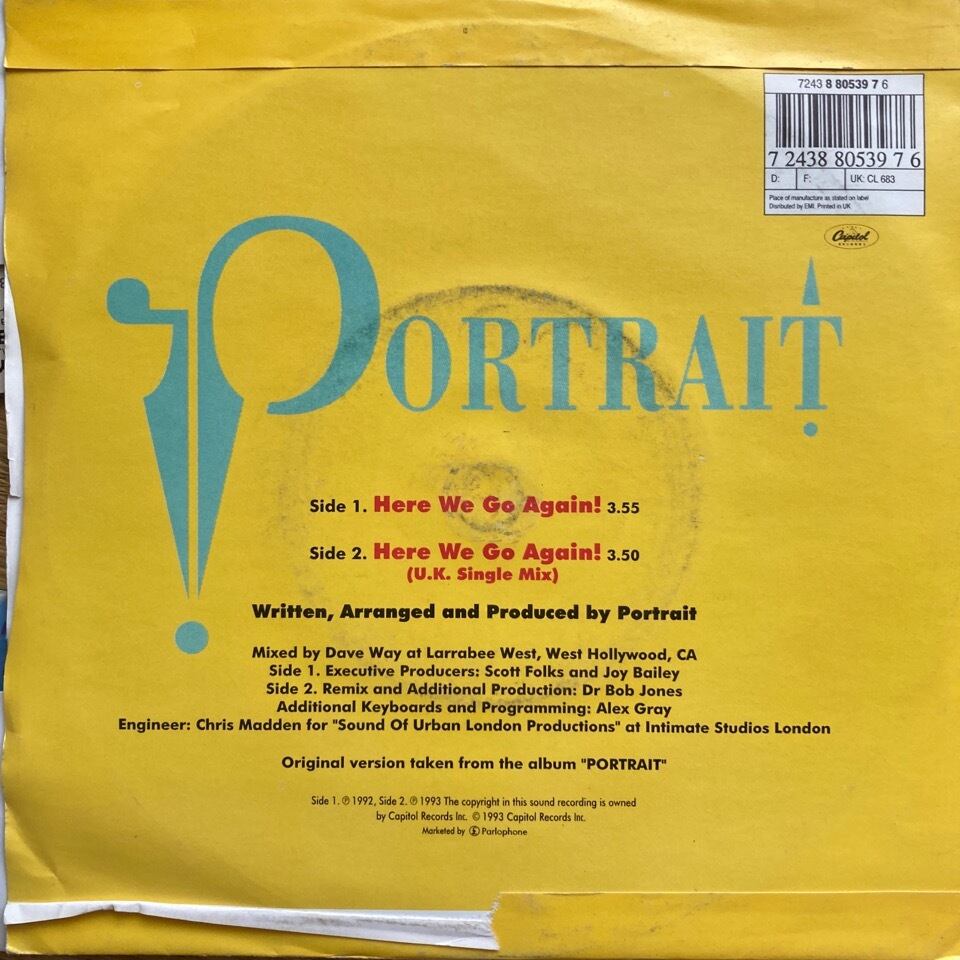 7243 8 80539 7 6
7 24388 80539 7 6
D: F: UK: CL 683
Place of manufacture as stated on label
Distributed by EMI. Printed in UK
Capitol
RECORDS
PORTRAIT
Side 1. Here We Go Again! 3.55
Side 2. Here We Go Again! 3.50
(U.K. Single Mix)
Written, Arranged and Produced by Portrait
Mixed by Dave Way at Larrabee West, West Hollywood, CA
Side 1. Executive Producers: Scott Folks and Joy Bailey
Side 2. Remix and Additional Production: Dr Bob Jones
Additional Keyboards and Programming: Alex Gray
Engineer: Chris Madden for "Sound Of Urban London Productions" at Intimate Studios London
Original version taken from the album "PORTRAIT"
Side 1. ℗ 1992, Side 2. ℗ 1993 The copyright in this sound recording is owned
by Capitol Records Inc. © 1993 Capitol Records Inc.
Marketed by £ Parlophone